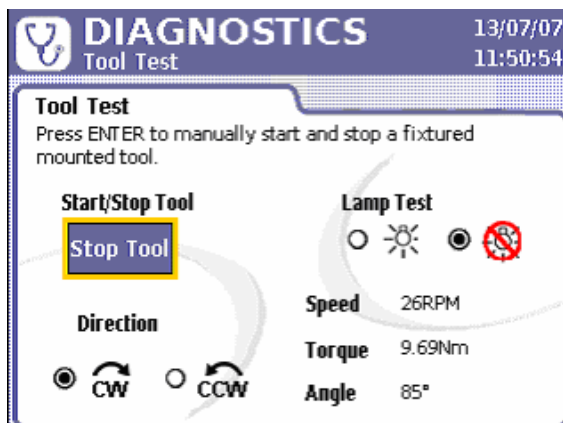 DIAGNOSTICS
Tool Test
13/07/07
11:50:54
Tool Test
Press ENTER to manually start and stop a fixtured
mounted tool.
Start/Stop Tool
Stop Tool
Lamp Test
Direction
CW
CCW
Speed 26RPM
Torque 9.69Nm
Angle 85°